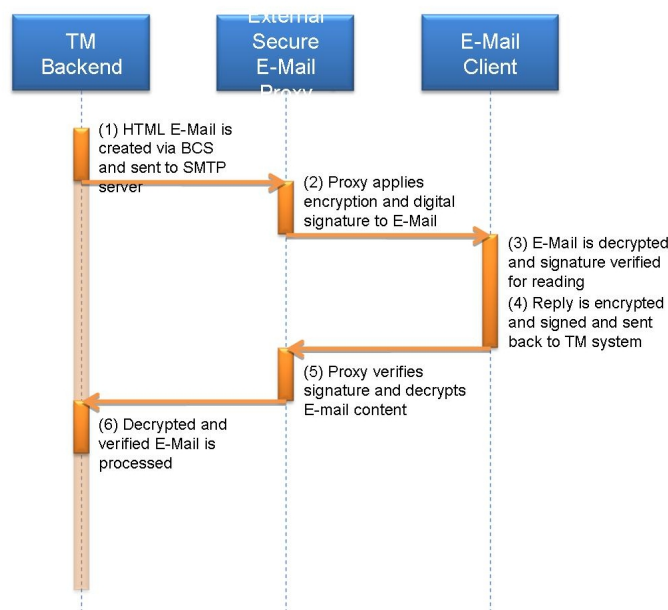 TM
Backend
External
Secure
E-Mail
Proxy
E-Mail
Client
(1) HTML E-Mail is
created via BCS
and sent to SMTP
server
(2) Proxy applies
encryption and digital
signature to E-Mail
(3) E-Mail is decrypted
and signature verified
for reading
(4) Reply is encrypted
and signed and sent
back to TM system
(5) Proxy verifies
signature and decrypts
E-mail content
(6) Decrypted and
verified E-Mail is
processed